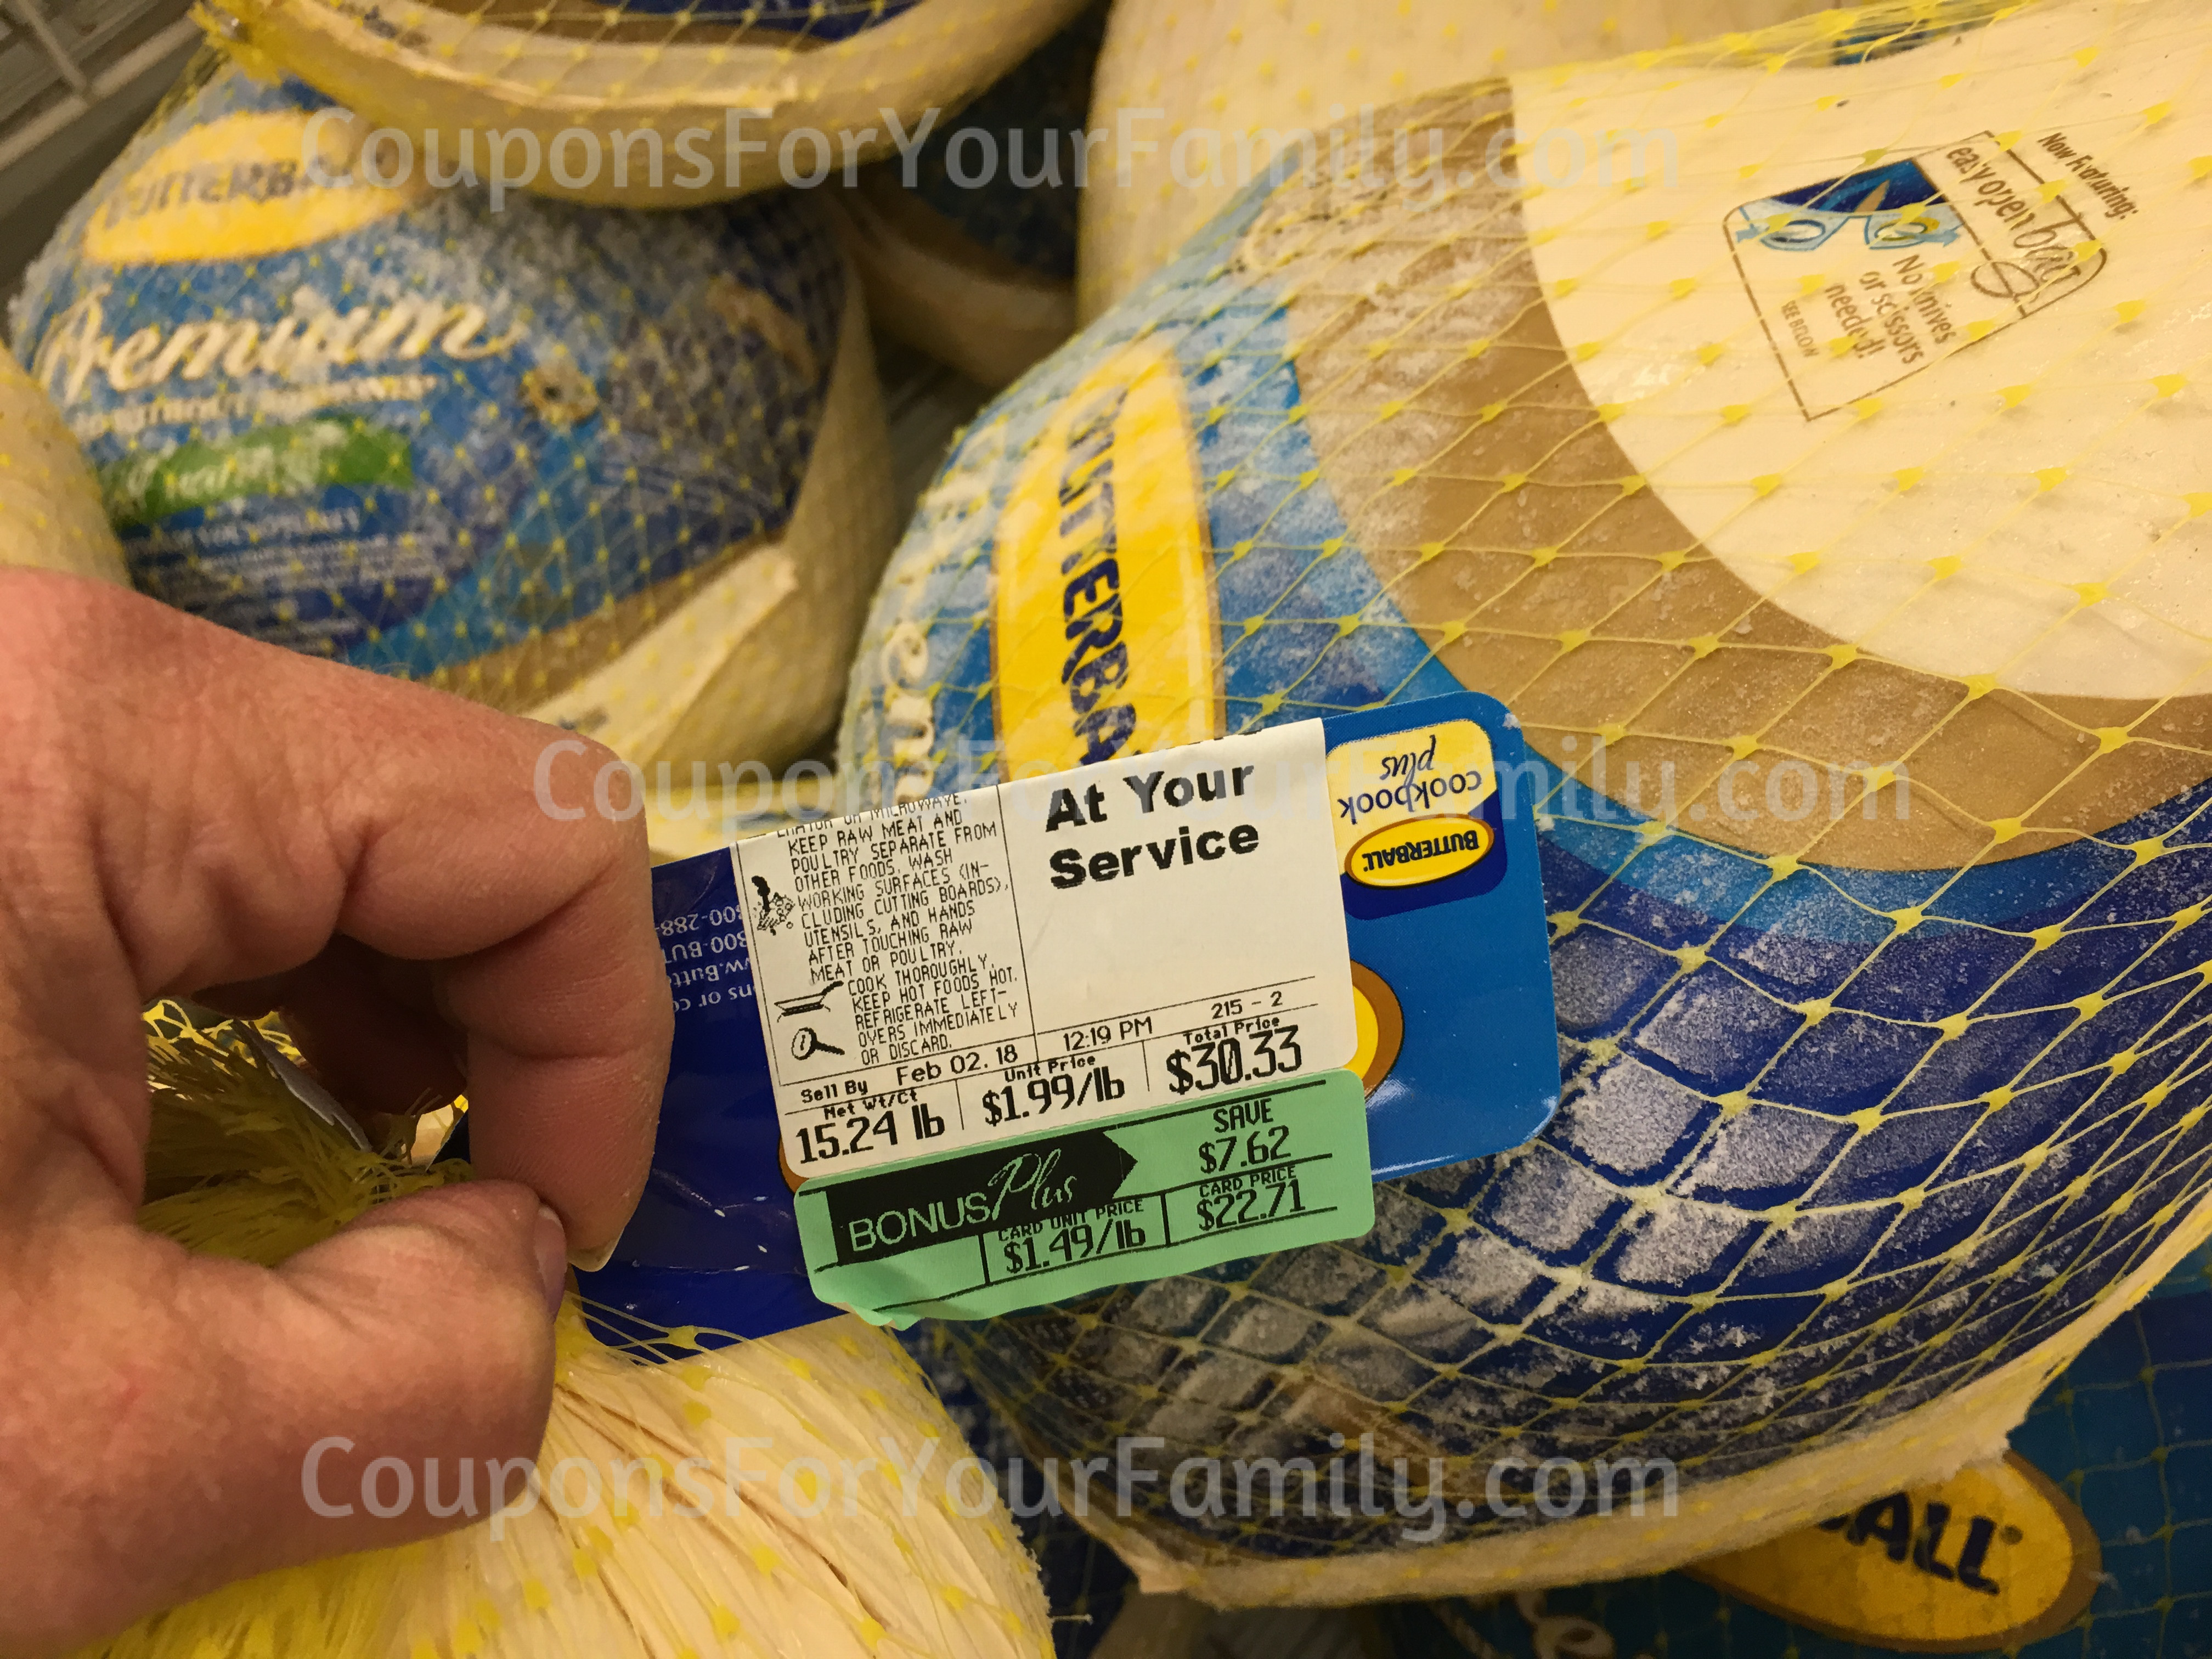 CouponsForYourFamily.com
BUTTERBALL
Premium
Now Featuring:
easy open bag
No knives
or scissors
needed!
SEE BELOW
BUTTERBA
CouponsForYourFamily.com
cookbook
plus
BUTTERBALL
At Your
Service
KEEP RAW MEAT AND
POULTRY SEPARATE FROM
OTHER FOODS. WASH
WORKING SURFACES (IN-
CLUDING CUTTING BOARDS),
UTENSILS, AND HANDS
AFTER TOUCHING RAW
MEAT OR POULTRY.
COOK THOROUGHLY.
KEEP HOT FOODS HOT.
REFRIGERATE LEFT-
OVERS IMMEDIATELY
OR DISCARD.
215 - 2
Sell By Feb 02. 18 12:19 PM
Net Wt/Ct Unit Price Total Price
15.24 lb $1.99/lb $30.33
BONUSPlus
SAVE
$7.62
CARD UNIT PRICE CARD PRICE
$1.49/lb $22.71
CouponsForYourFamily.com
BALL